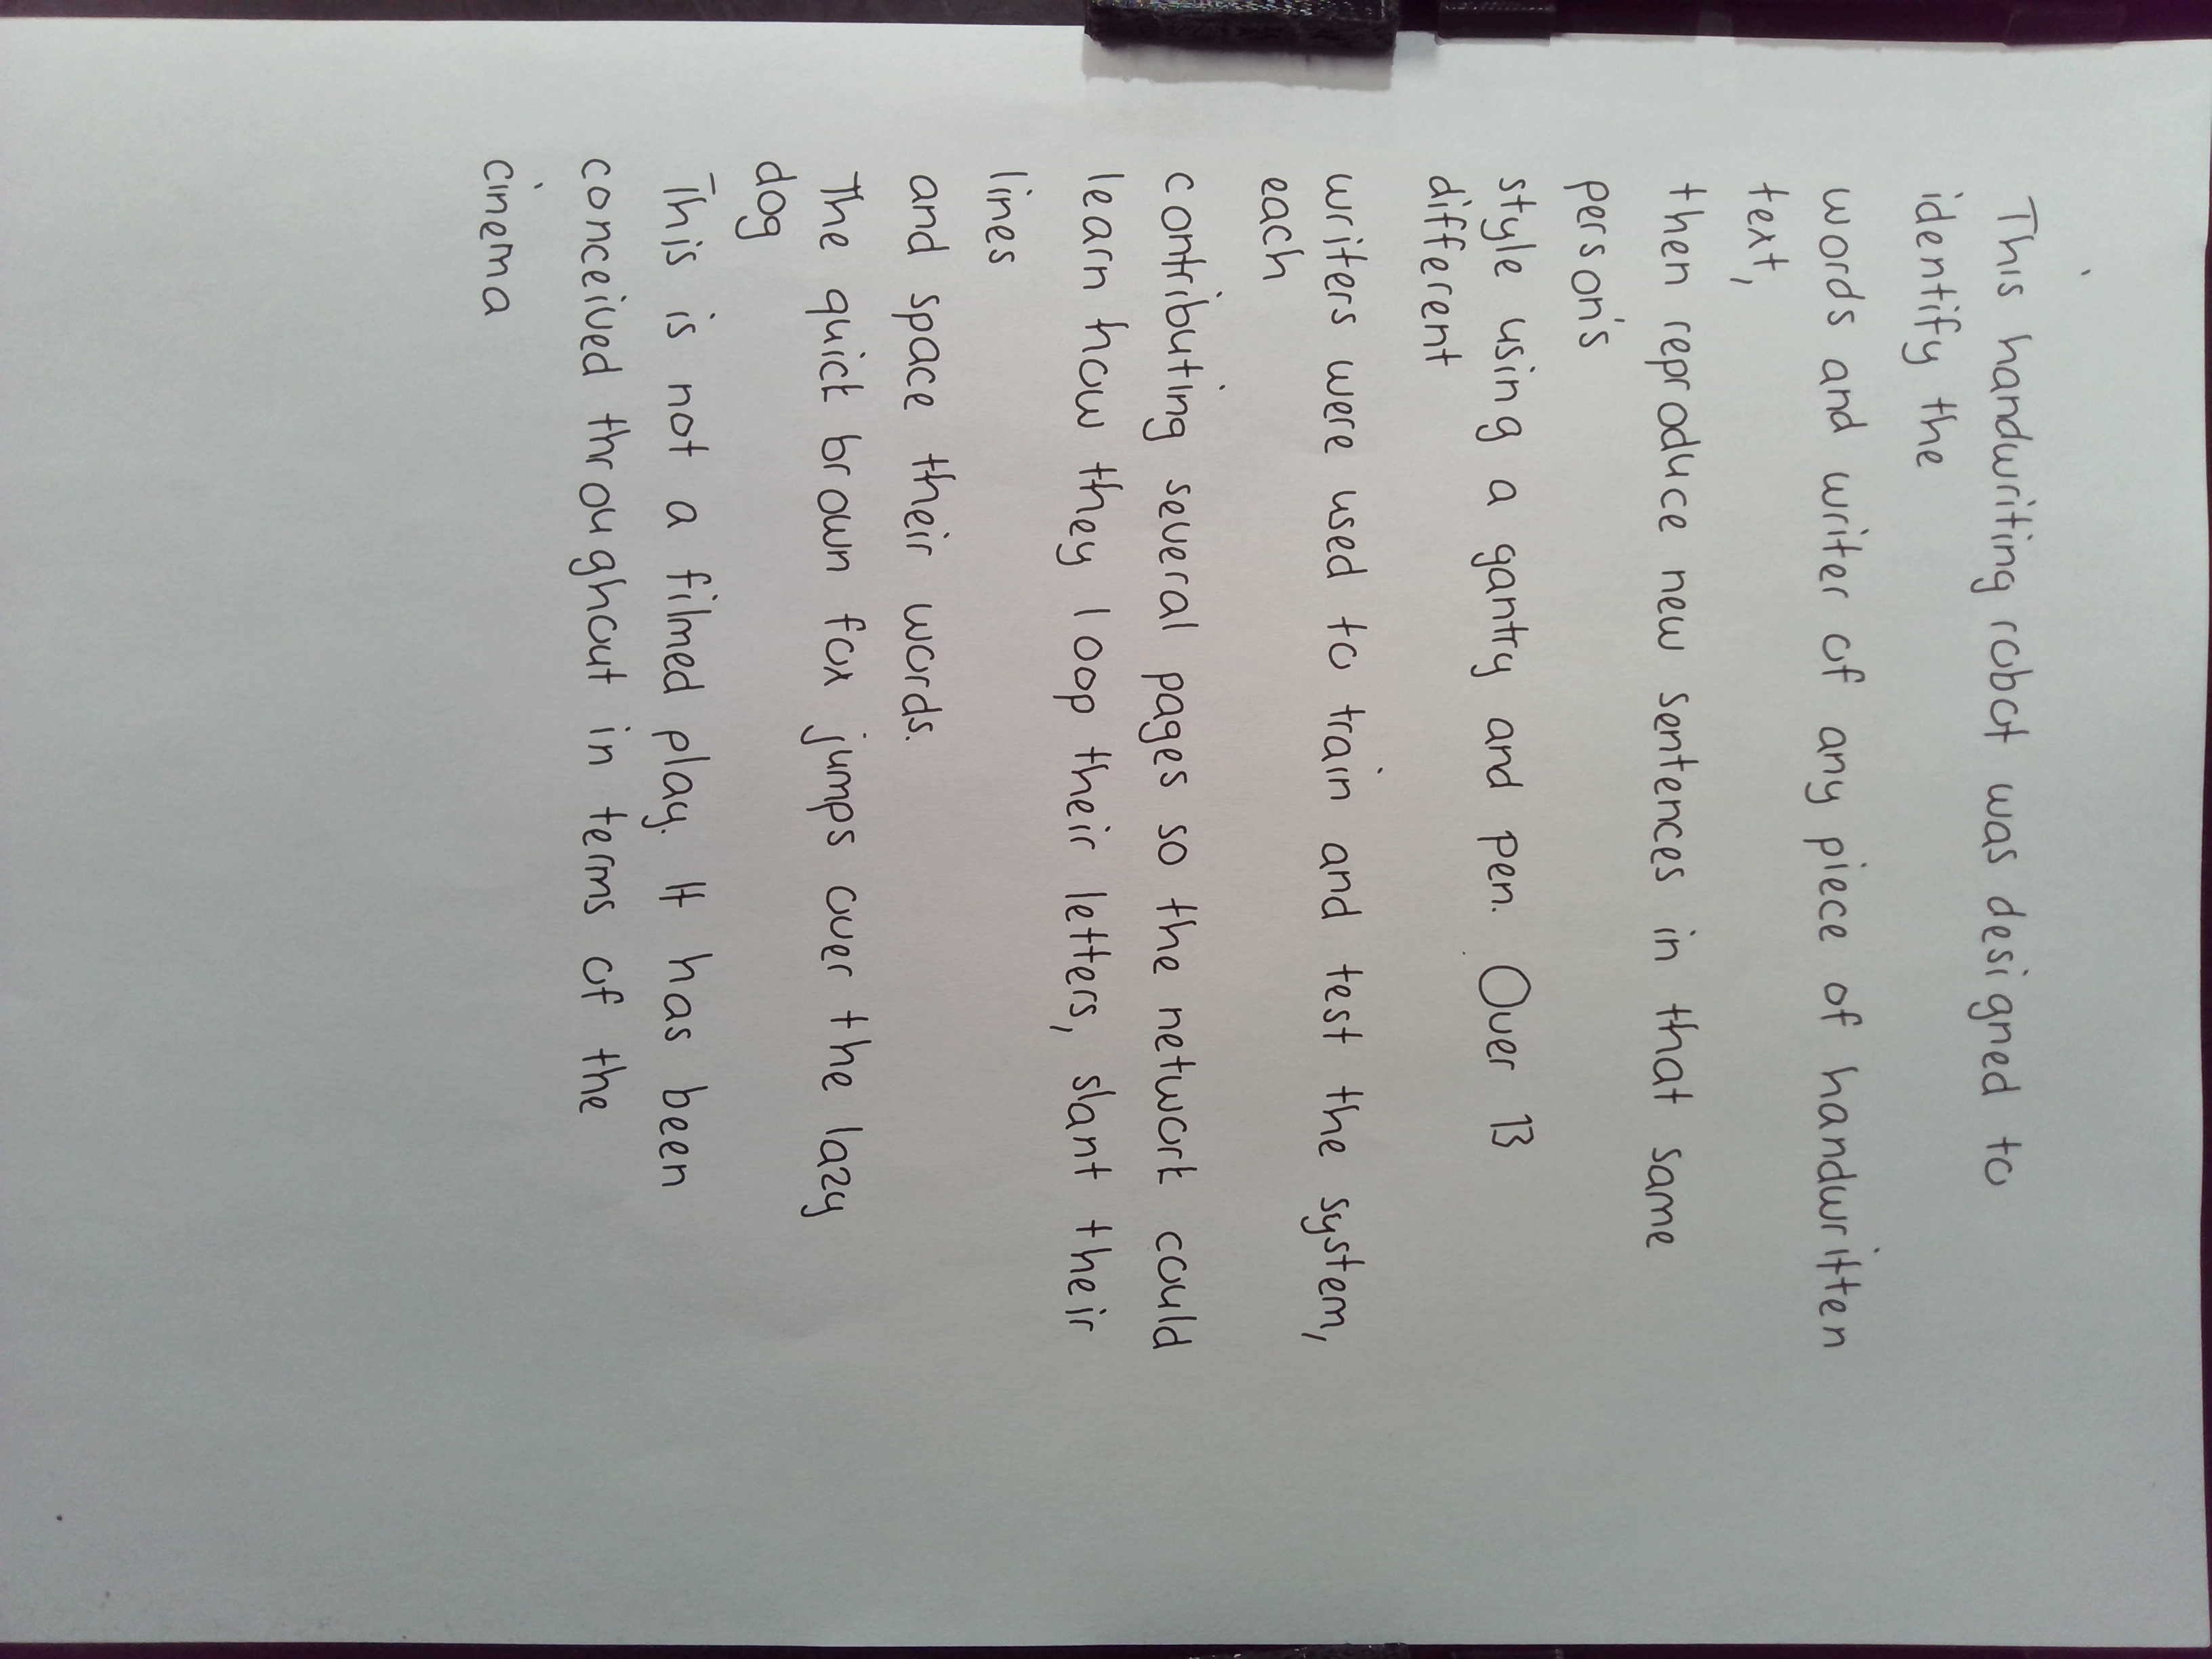 This handwriting robot was designed to
identify the
words and writer of any piece of handwritten
text,
then reproduce new sentences in that same
person's
style using a gantry and pen. Over 13
different
writers were used to train and test the system,
each
contributing several pages so the network could
learn how they loop their letters, slant their
lines
and space their words.
The quick brown fox jumps over the lazy
dog
This is not a filmed play. It has been
conceived throughout in terms of the
cinema